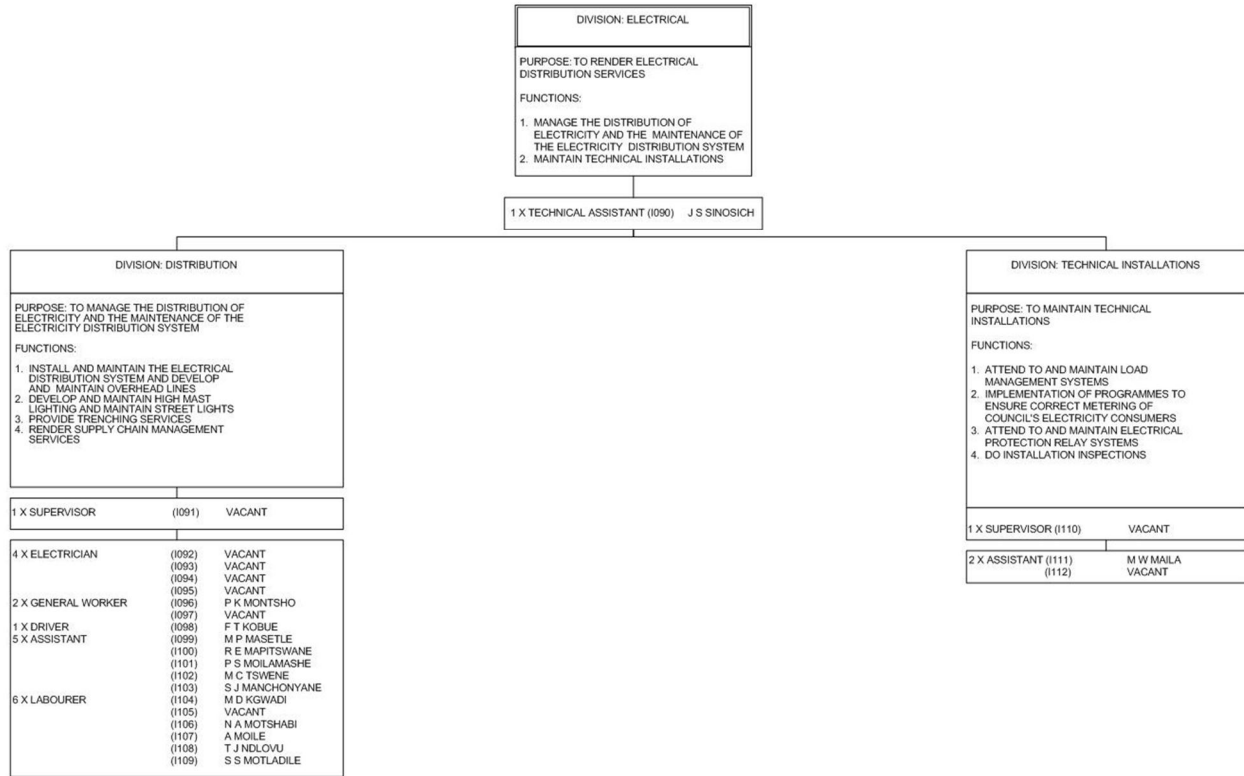 DIVISION: ELECTRICAL
PURPOSE: TO RENDER ELECTRICAL
DISTRIBUTION SERVICES
FUNCTIONS:
1. MANAGE THE DISTRIBUTION OF
ELECTRICITY AND THE MAINTENANCE OF
THE ELECTRICITY DISTRIBUTION SYSTEM
2. MAINTAIN TECHNICAL INSTALLATIONS
1 X TECHNICAL ASSISTANT (I090) J S SINOSICH
DIVISION: DISTRIBUTION
PURPOSE: TO MANAGE THE DISTRIBUTION OF
ELECTRICITY AND THE MAINTENANCE OF THE
ELECTRICITY DISTRIBUTION SYSTEM
FUNCTIONS:
1. INSTALL AND MAINTAIN THE ELECTRICAL
DISTRIBUTION SYSTEM AND DEVELOP
AND MAINTAIN OVERHEAD LINES
2. DEVELOP AND MAINTAIN HIGH MAST
LIGHTING AND MAINTAIN STREET LIGHTS
3. PROVIDE TRENCHING SERVICES
4. RENDER SUPPLY CHAIN MANAGEMENT
SERVICES
1 X SUPERVISOR (I091) VACANT
4 X ELECTRICIAN (I092) VACANT
(I093) VACANT
(I094) VACANT
(I095) VACANT
2 X GENERAL WORKER (I096) P K MONTSHO
(I097) VACANT
1 X DRIVER (I098) F T KOBUE
5 X ASSISTANT (I099) M P MASETLE
(I100) R E MAPITSWANE
(I101) P S MOILAMASHE
(I102) M C TSWENE
(I103) S J MANCHONYANE
6 X LABOURER (I104) M D KGWADI
(I105) VACANT
(I106) N A MOTSHABI
(I107) A MOILE
(I108) T J NDLOVU
(I109) S S MOTLADILE
DIVISION: TECHNICAL INSTALLATIONS
PURPOSE: TO MAINTAIN TECHNICAL
INSTALLATIONS
FUNCTIONS:
1. ATTEND TO AND MAINTAIN LOAD
MANAGEMENT SYSTEMS
2. IMPLEMENTATION OF PROGRAMMES TO
ENSURE CORRECT METERING OF
COUNCIL'S ELECTRICITY CONSUMERS
3. ATTEND TO AND MAINTAIN ELECTRICAL
PROTECTION RELAY SYSTEMS
4. DO INSTALLATION INSPECTIONS
1 X SUPERVISOR (I110) VACANT
2 X ASSISTANT (I111) M W MAILA
(I112) VACANT